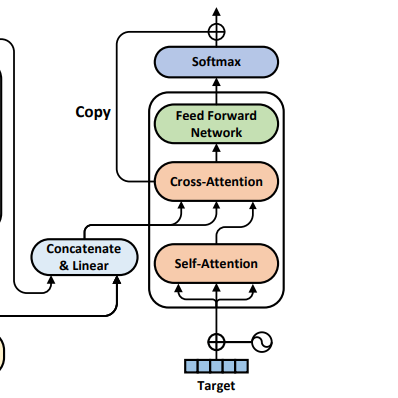 Softmax
Feed Forward
Network
Copy
Cross-Attention
Concatenate
& Linear
Self-Attention
Target